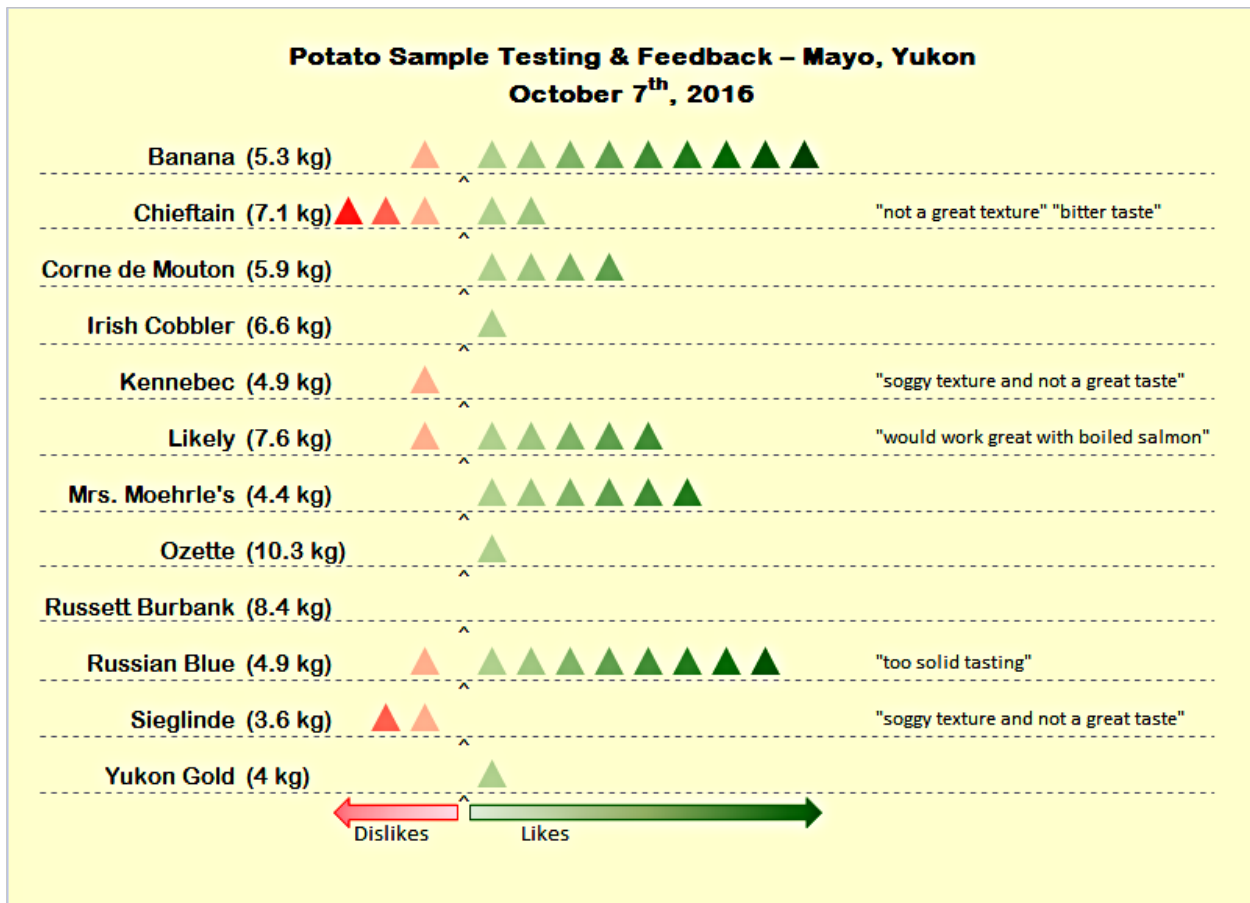 Potato Sample Testing & Feedback – Mayo, Yukon
October 7th, 2016
Banana (5.3 kg)
^
Chieftain (7.1 kg) "not a great texture" "bitter taste"
^
Corne de Mouton (5.9 kg)
^
Irish Cobbler (6.6 kg)
^
Kennebec (4.9 kg) "soggy texture and not a great taste"
^
Likely (7.6 kg) "would work great with boiled salmon"
^
Mrs. Moehrle's (4.4 kg)
^
Ozette (10.3 kg)
^
Russett Burbank (8.4 kg)
^
Russian Blue (4.9 kg) "too solid tasting"
^
Sieglinde (3.6 kg) "soggy texture and not a great taste"
^
Yukon Gold (4 kg)
^
Dislikes Likes